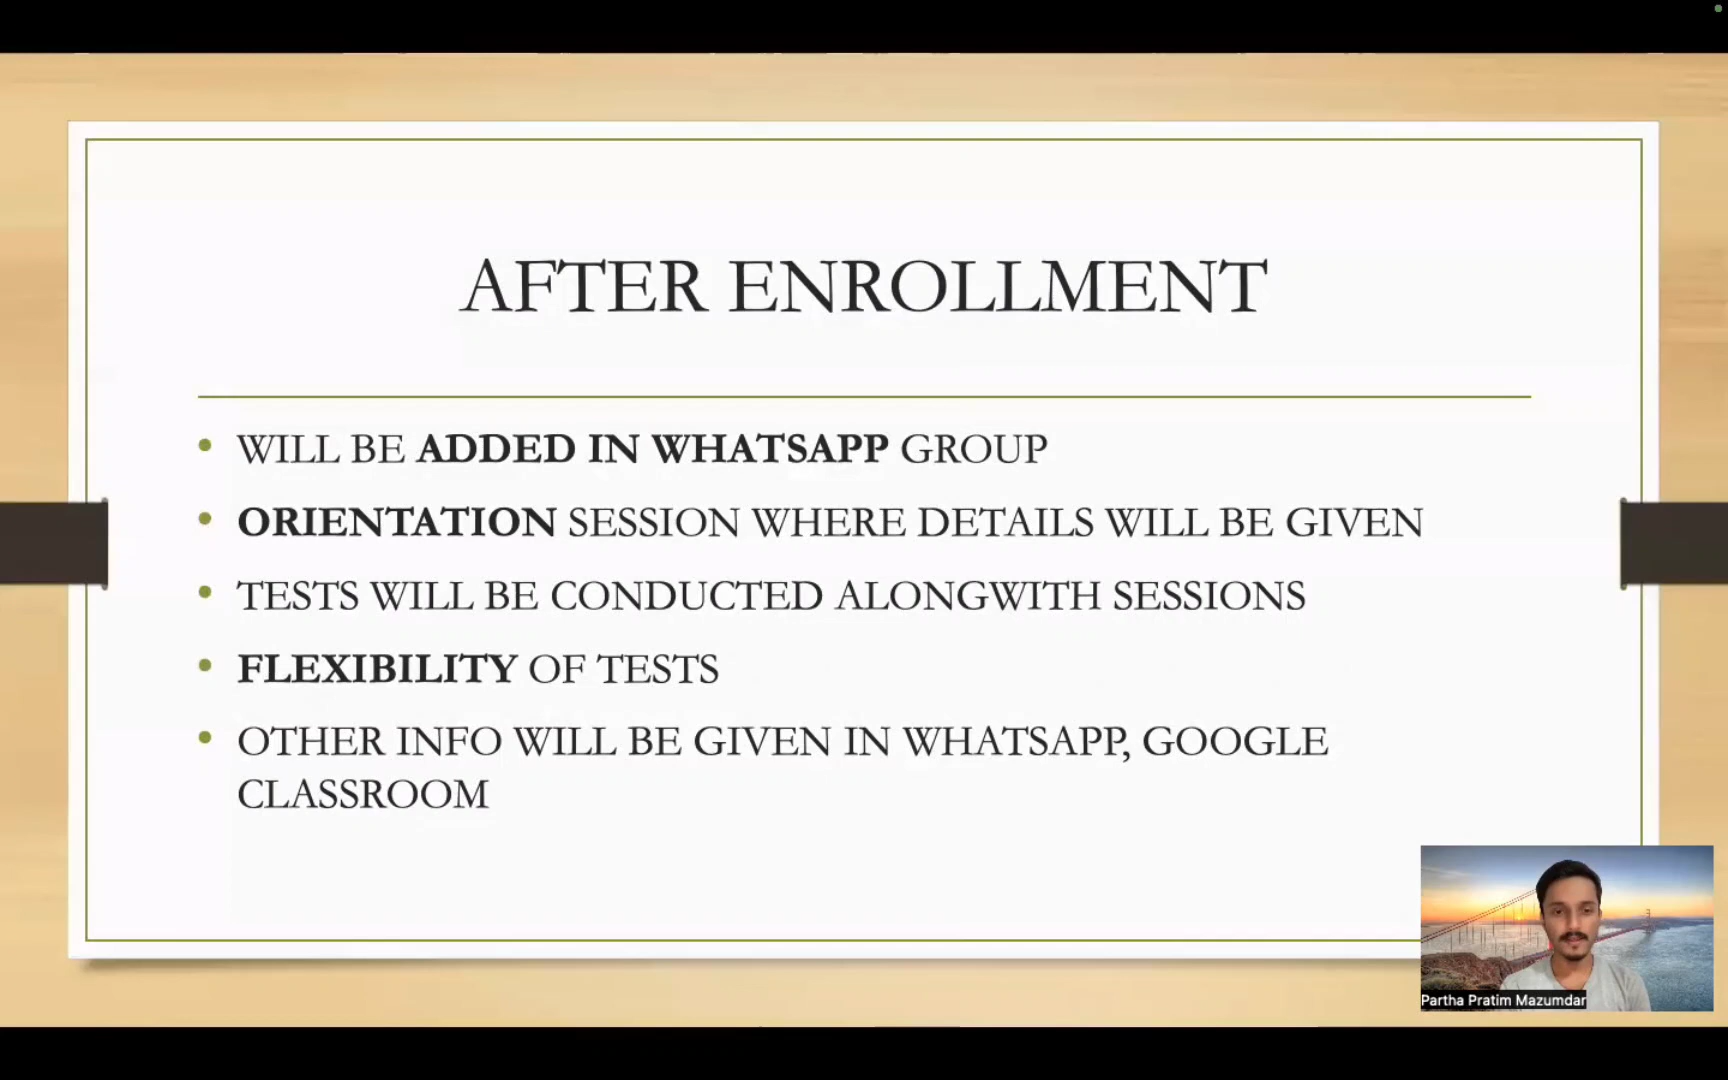 AFTER ENROLLMENT
• WILL BE ADDED IN WHATSAPP GROUP
• ORIENTATION SESSION WHERE DETAILS WILL BE GIVEN
• TESTS WILL BE CONDUCTED ALONGWITH SESSIONS
• FLEXIBILITY OF TESTS
• OTHER INFO WILL BE GIVEN IN WHATSAPP, GOOGLE
CLASSROOM
Partha Pratim Mazumdar